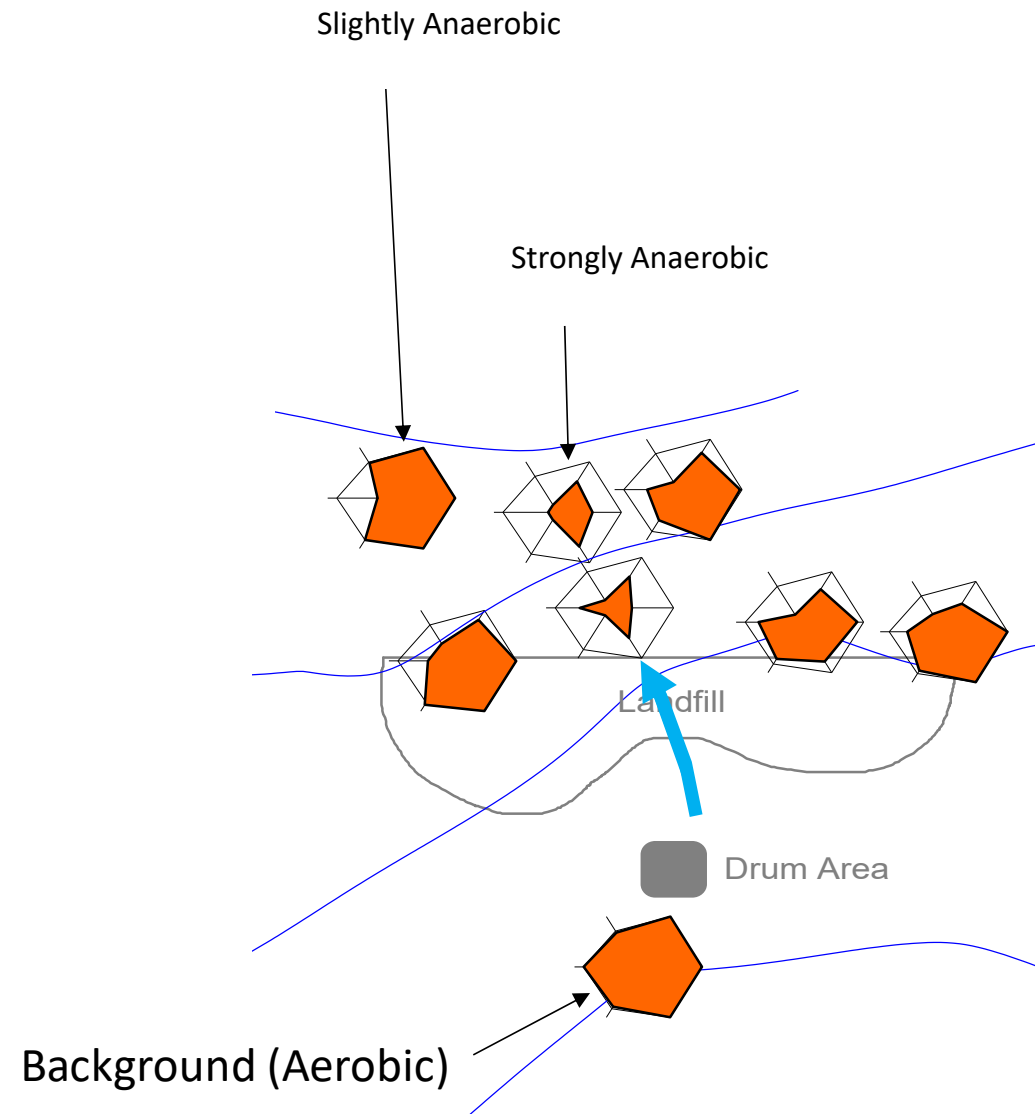 Slightly Anaerobic
Strongly Anaerobic
Landfill
Drum Area
Background (Aerobic)